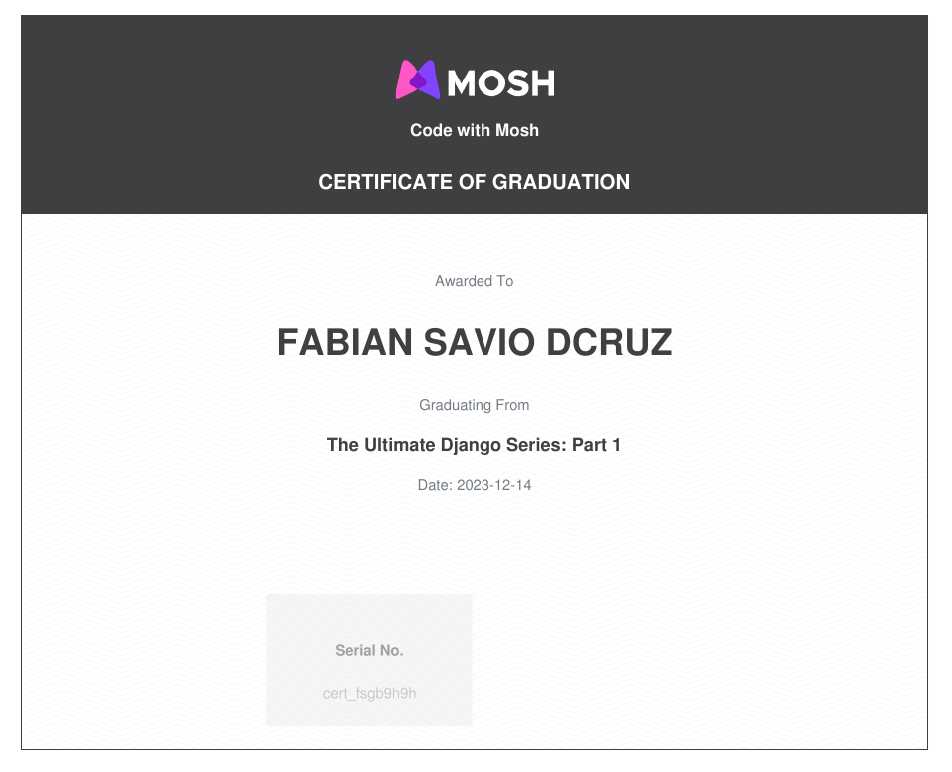 MOSH
Code with Mosh
CERTIFICATE OF GRADUATION
Awarded To
FABIAN SAVIO DCRUZ
Graduating From
The Ultimate Django Series: Part 1
Date: 2023-12-14
Serial No.
cert_fsgb9h9h